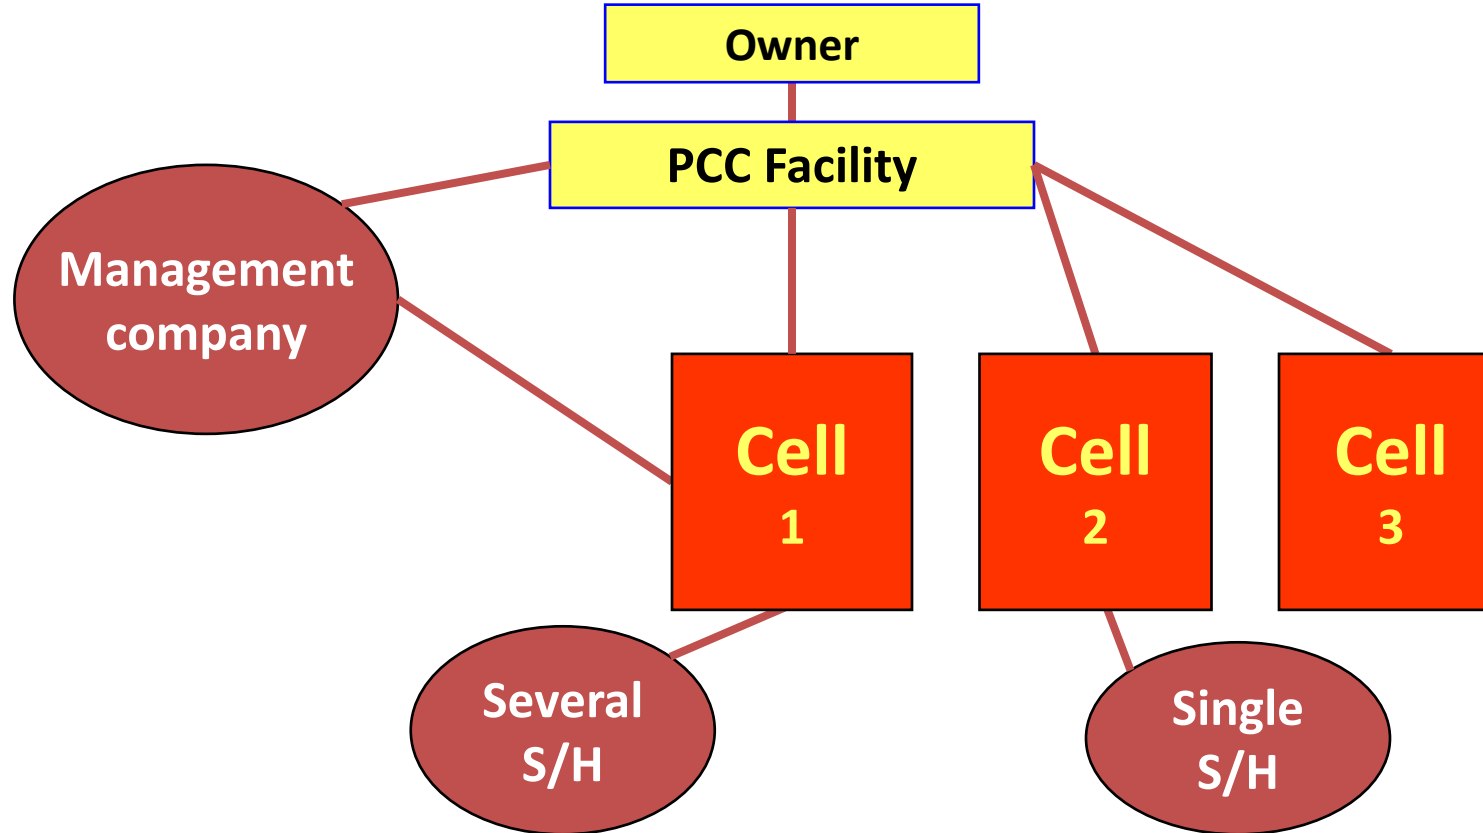 Owner
PCC Facility
Management
company
Cell
1
Cell
2
Cell
3
Several
S/H
Single
S/H